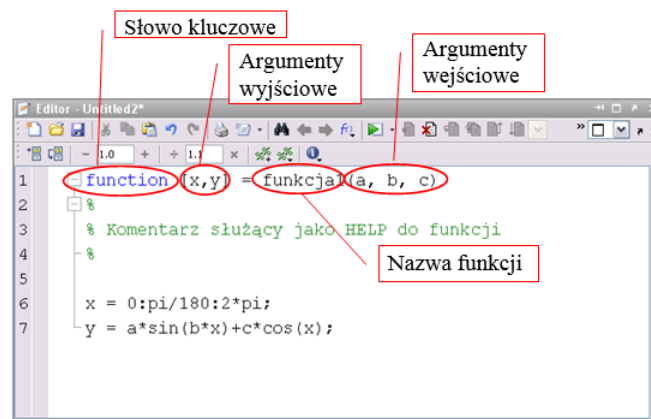 Słowo kluczowe
Argumenty
wyjściowe
Argumenty
wejściowe
Editor - Untitled2*
1.0
1.1
1 function [x,y] = funkcja1(a, b, c)
2 %
3 % Komentarz służący jako HELP do funkcji
4 %
Nazwa funkcji
5
6 x = 0:pi/180:2*pi;
7 y = a*sin(b*x)+c*cos(x);